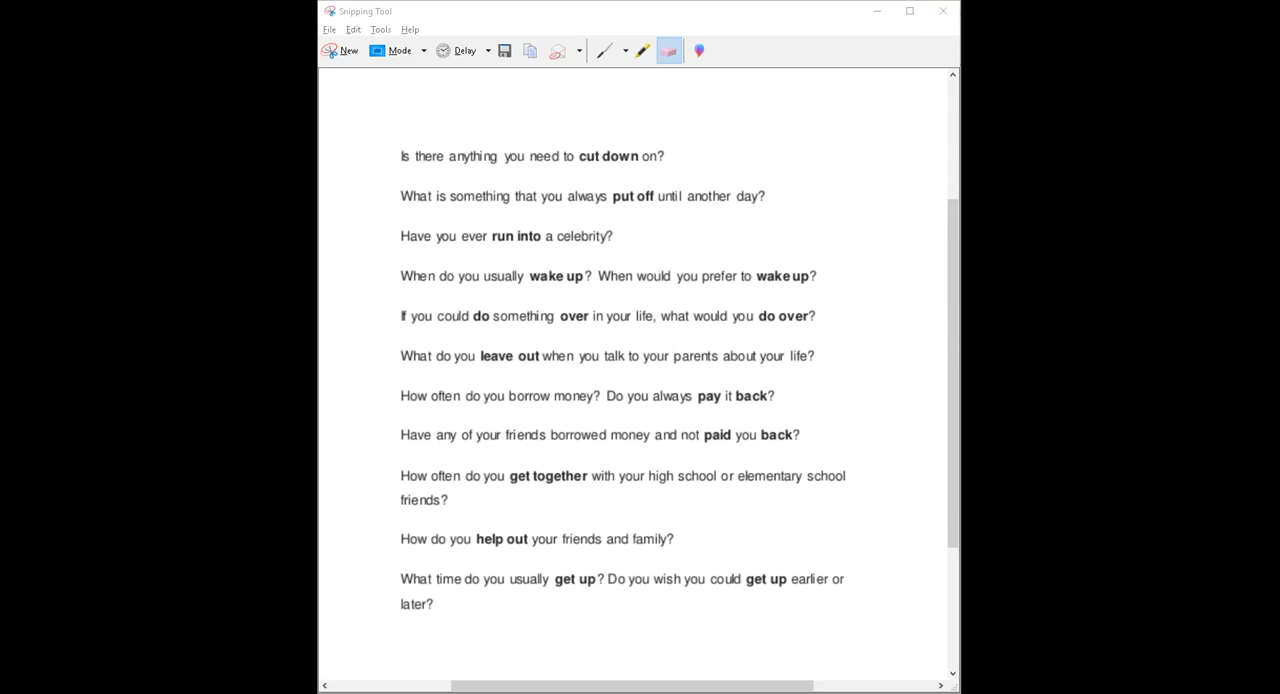 Snipping Tool
File Edit Tools Help
New Mode Delay
Is there anything you need to cut down on?
What is something that you always put off until another day?
Have you ever run into a celebrity?
When do you usually wake up? When would you prefer to wake up?
If you could do something over in your life, what would you do over?
What do you leave out when you talk to your parents about your life?
How often do you borrow money? Do you always pay it back?
Have any of your friends borrowed money and not paid you back?
How often do you get together with your high school or elementary school
friends?
How do you help out your friends and family?
What time do you usually get up? Do you wish you could get up earlier or
later?